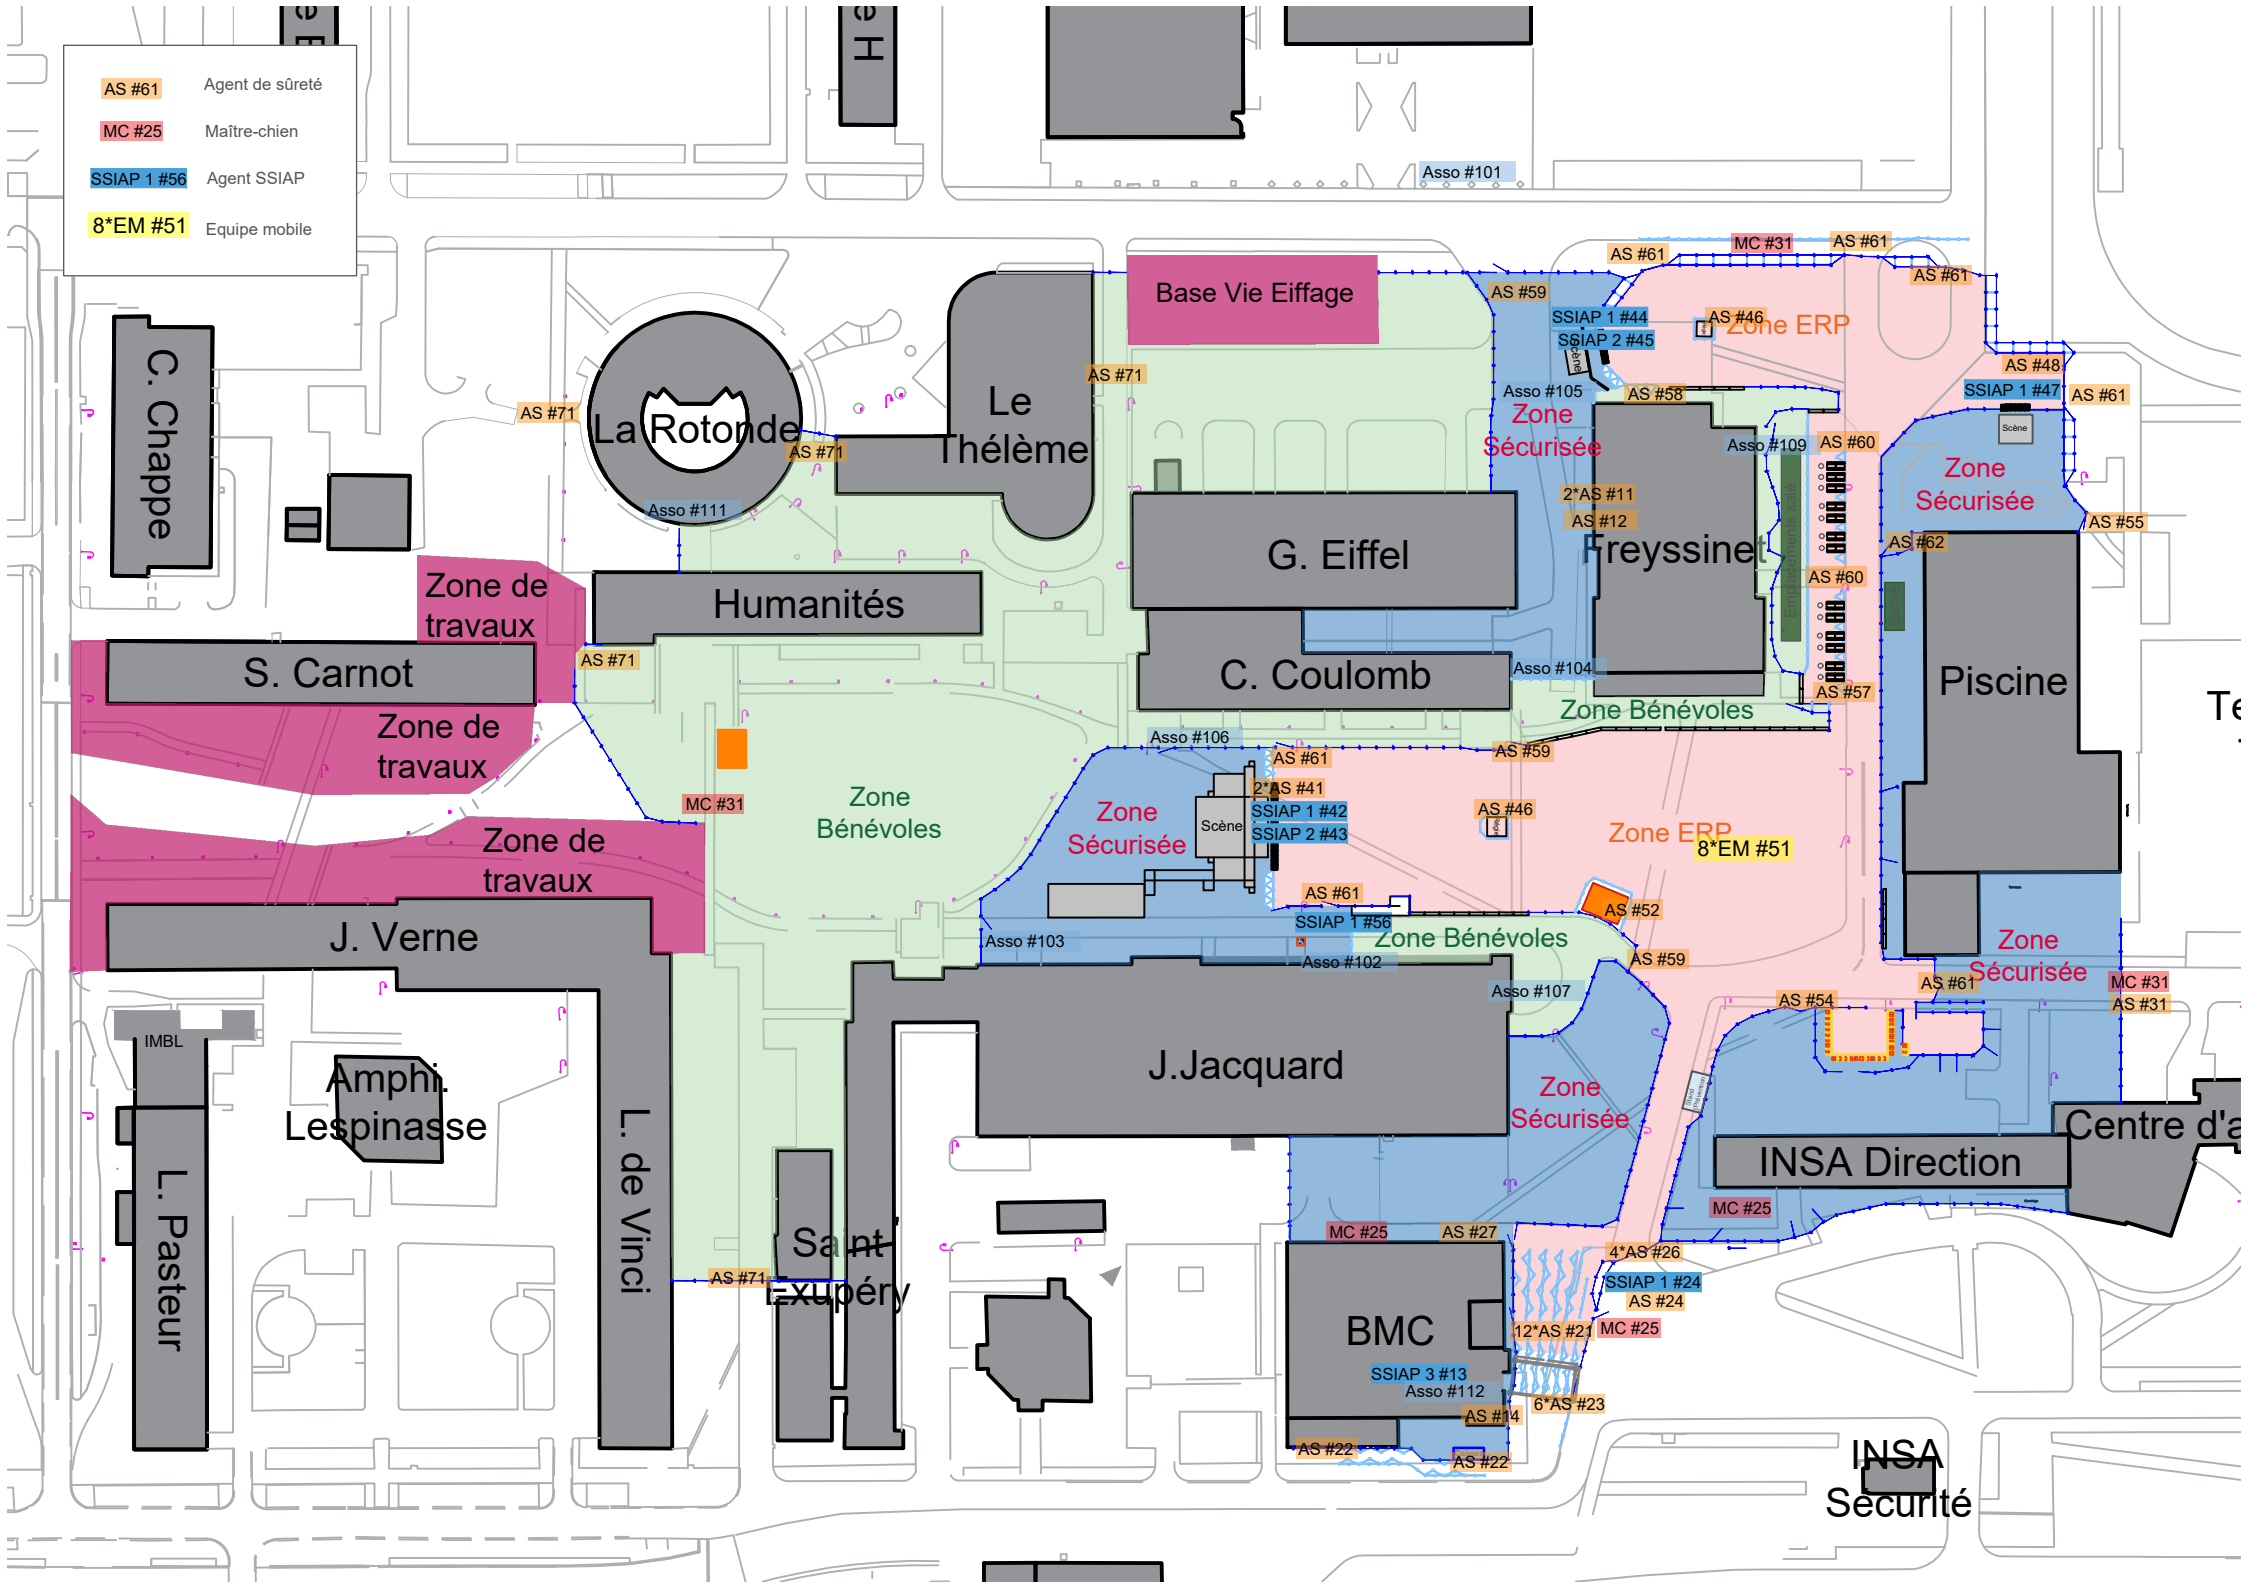 e E
e H
AS #61 Agent de sûreté
MC #25 Maître-chien
SSIAP 1 #56 Agent SSIAP
8*EM #51 Equipe mobile
Asso #101
AS #61
MC #31
AS #61
AS #61
Base Vie Eiffage
AS #59
SSIAP 1 #44
SSIAP 2 #45
Scène
AS #46
Régie
Zone ERP
AS #48
SSIAP 1 #47
AS #61
Scène
AS #71
Asso #105
AS #58
Zone
Sécurisée
C. Chappe
AS #71
La Rotonde
AS #71
Le
Thélème
Asso #109
AS #60
Zone
Sécurisée
Asso #111
2*AS #11
AS #12
Freyssinet
Emplacements salé
AS #55
AS #62
G. Eiffel
AS #60
Zone de
travaux
Humanités
S. Carnot
AS #71
C. Coulomb
Asso #104
AS #57
Piscine
Te
Zone Bénévoles
Zone de
travaux
Asso #106
AS #61
AS #59
2*AS #41
SSIAP 1 #42
SSIAP 2 #43
Scène
Zone
Sécurisée
MC #31
Zone
Bénévoles
AS #46
Régie
Zone ERP
8*EM #51
Zone de
travaux
AS #61
SSIAP 1 #56
AS #52
J. Verne
Asso #103
Zone Bénévoles
Asso #102
AS #59
Zone
Sécurisée
Asso #107
AS #61
AS #54
MC #31
AS #31
IMBL
Amphi.
Lespinasse
J.Jacquard
Zone
Sécurisée
Stand
Prévention
Centre d'a
INSA Direction
L. Pasteur
L. de Vinci
Saint
Exupéry
AS #71
MC #25
MC #25
AS #27
4*AS #26
SSIAP 1 #24
AS #24
BMC
12*AS #21
MC #25
SSIAP 3 #13
Asso #112
6*AS #23
AS #14
AS #22
AS #22
INSA
Sécurité